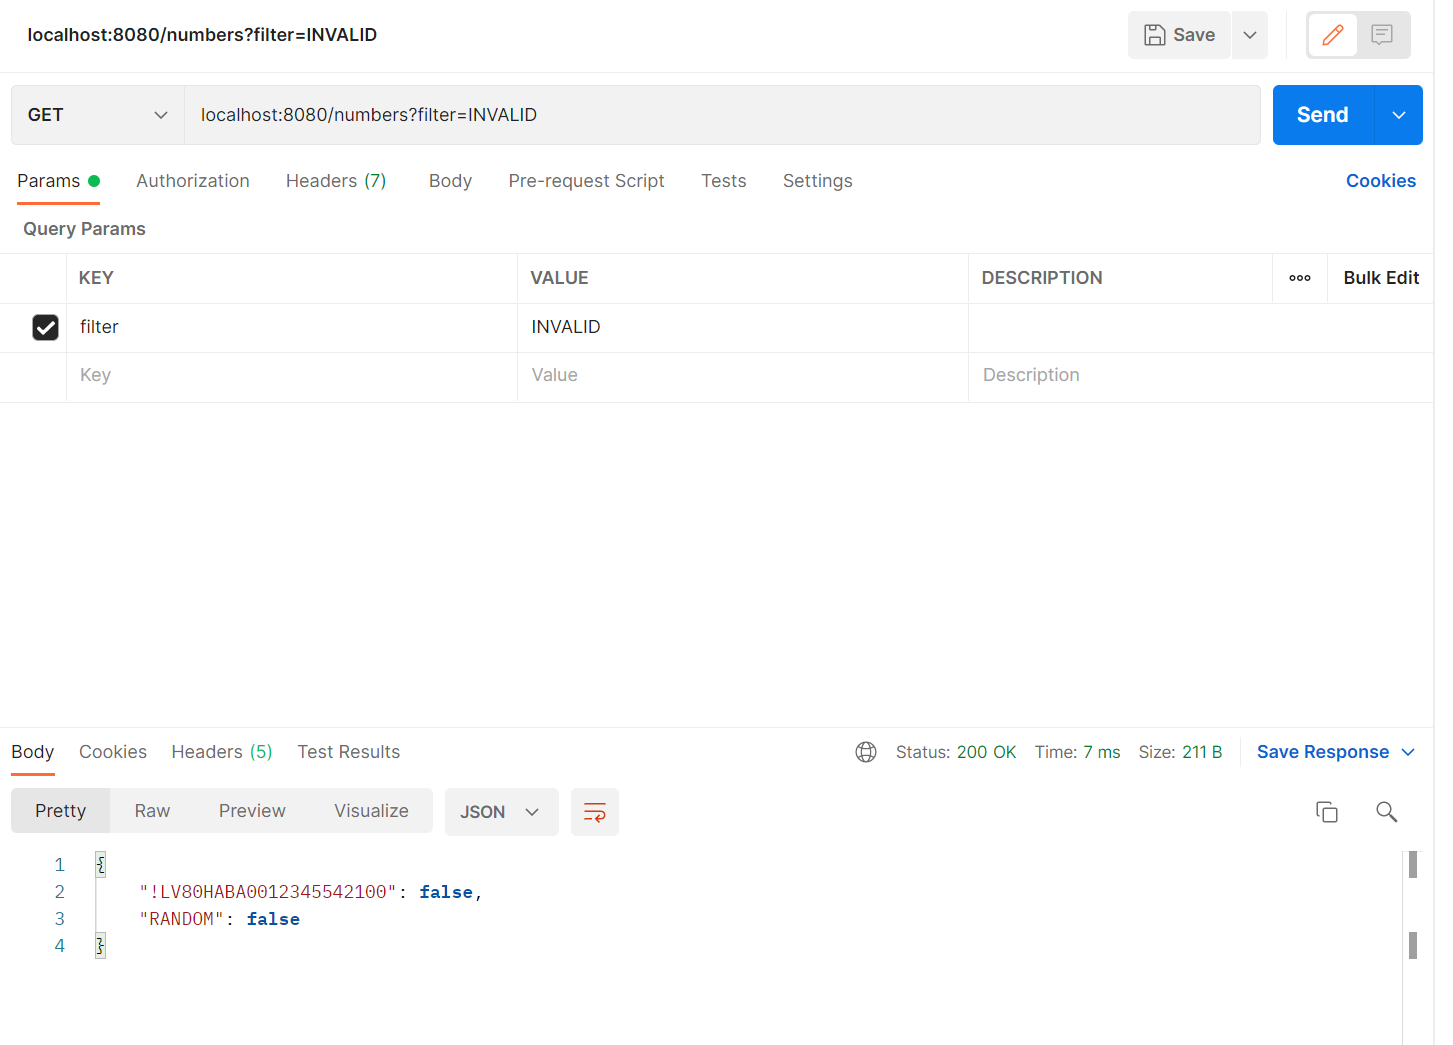 localhost:8080/numbers?filter=INVALID
Save
GET
localhost:8080/numbers?filter=INVALID
Send
Params Authorization Headers (7) Body Pre-request Script Tests Settings Cookies
Query Params
KEY VALUE DESCRIPTION ooo Bulk Edit
filter INVALID
Key Value Description
Body Cookies Headers (5) Test Results Status: 200 OK Time: 7 ms Size: 211 B Save Response
Pretty Raw Preview Visualize JSON
1 {
2 "!LV80HABA0012345542100": false,
3 "RANDOM": false
4 }